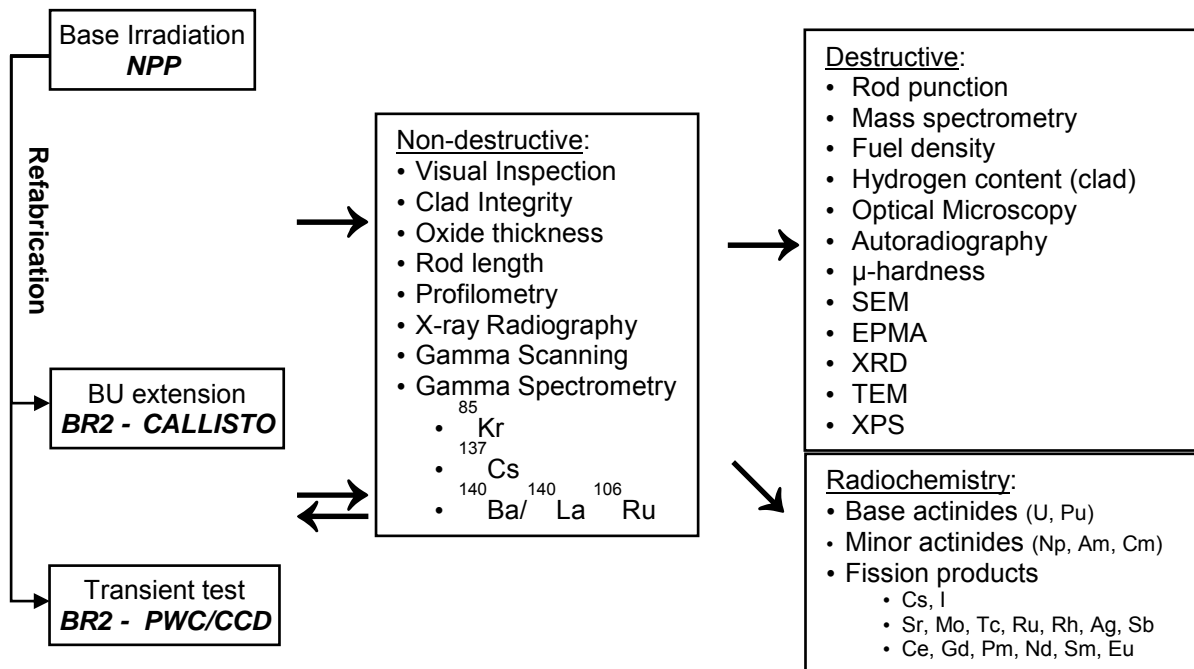 Base Irradiation
NPP
Refabrication
BU extension
BR2 - CALLISTO
Transient test
BR2 - PWC/CCD
Non-destructive:
• Visual Inspection
• Clad Integrity
• Oxide thickness
• Rod length
• Profilometry
• X-ray Radiography
• Gamma Scanning
• Gamma Spectrometry
• ⁸⁵Kr
• ¹³⁷Cs
• ¹⁴⁰Ba/¹⁴⁰La ¹⁰⁶Ru
Destructive:
• Rod punction
• Mass spectrometry
• Fuel density
• Hydrogen content (clad)
• Optical Microscopy
• Autoradiography
• µ-hardness
• SEM
• EPMA
• XRD
• TEM
• XPS
Radiochemistry:
• Base actinides (U, Pu)
• Minor actinides (Np, Am, Cm)
• Fission products
• Cs, I
• Sr, Mo, Tc, Ru, Rh, Ag, Sb
• Ce, Gd, Pm, Nd, Sm, Eu